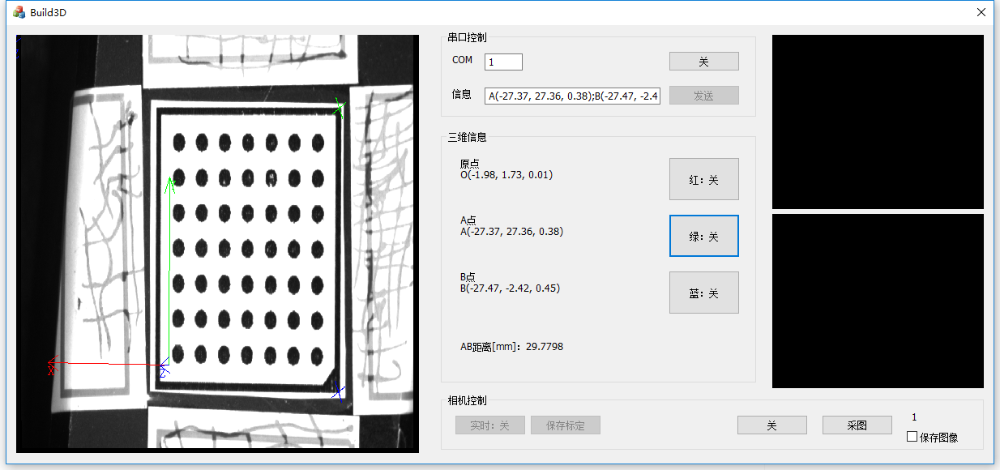 Build3D
串口控制
COM
1
关
信息
A(-27.37, 27.36, 0.38);B(-27.47, -2.4
发送
三维信息
原点
O(-1.98, 1.73, 0.01)
红：关
A点
A(-27.37, 27.36, 0.38)
绿：关
B点
B(-27.47, -2.42, 0.45)
蓝：关
AB距离[mm]：29.7798
相机控制
实时：关
保存标定
关
采图
1
保存图像
X
Z